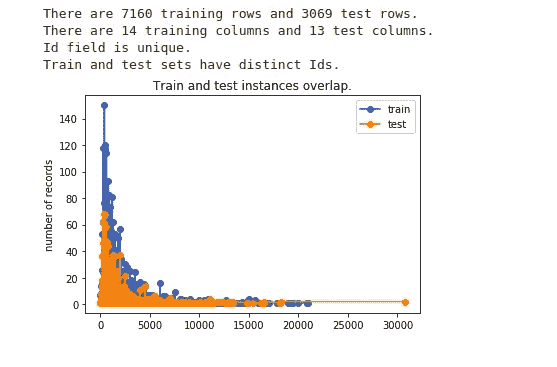 There are 7160 training rows and 3069 test rows.
There are 14 training columns and 13 test columns.
Id field is unique.
Train and test sets have distinct Ids.
Train and test instances overlap.
train
test
number of records
140
120
100
80
60
40
20
0
0 5000 10000 15000 20000 25000 30000